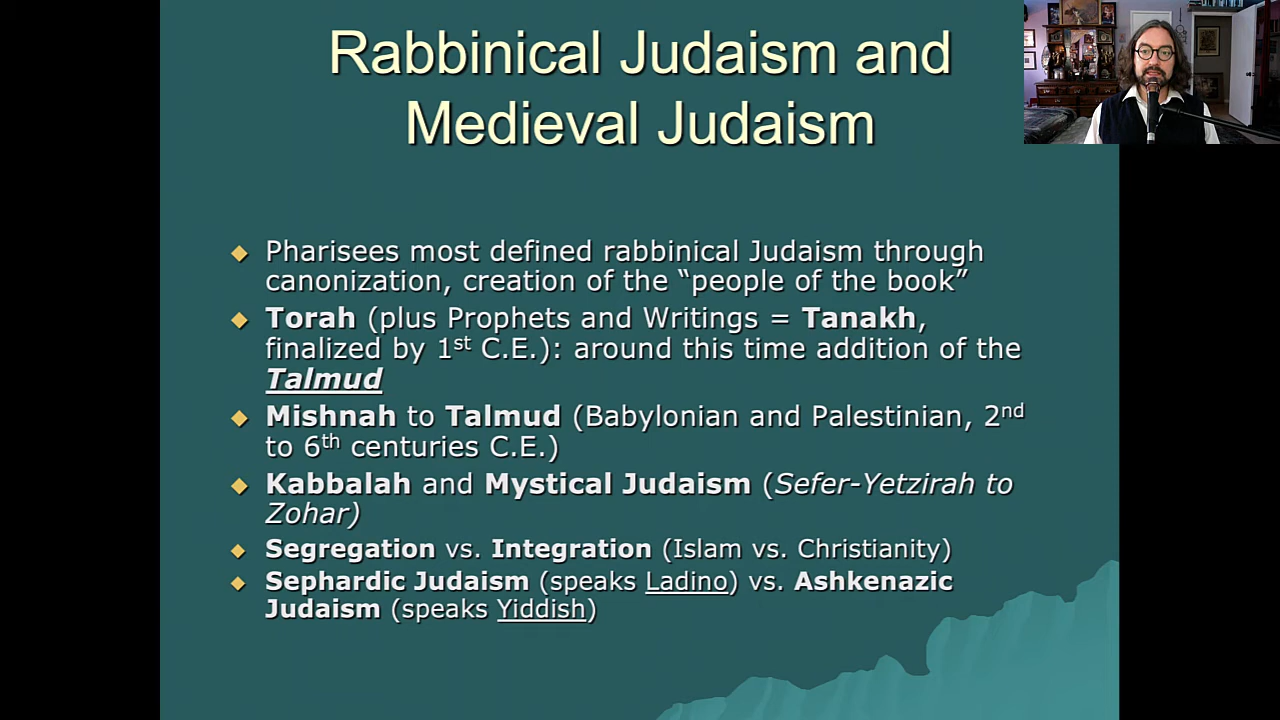 Rabbinical Judaism and
Medieval Judaism
Pharisees most defined rabbinical Judaism through
canonization, creation of the “people of the book”
Torah (plus Prophets and Writings = Tanakh,
finalized by 1st C.E.): around this time addition of the
Talmud
Mishnah to Talmud (Babylonian and Palestinian, 2nd
to 6th centuries C.E.)
Kabbalah and Mystical Judaism (Sefer-Yetzirah to
Zohar)
Segregation vs. Integration (Islam vs. Christianity)
Sephardic Judaism (speaks Ladino) vs. Ashkenazic
Judaism (speaks Yiddish)